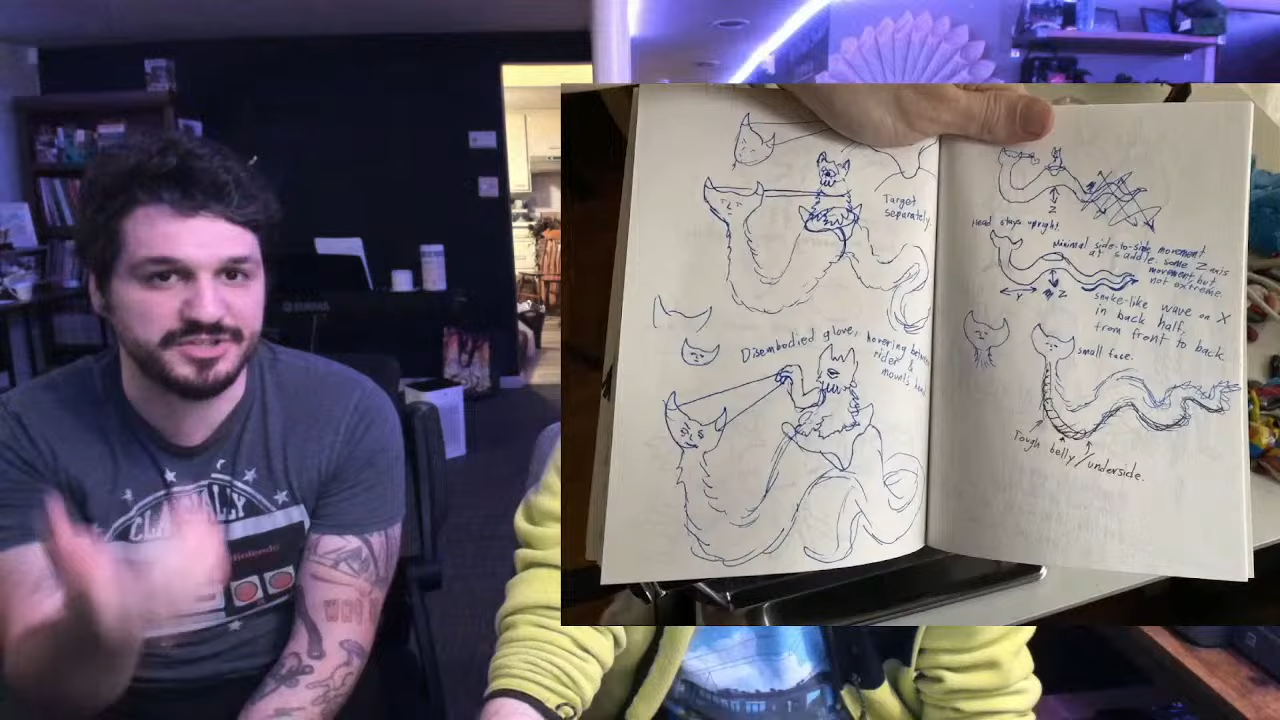 CLASSICALLY
Nintendo
Target
separately.
Disembodied glove, hovering between
rider
&
mount's head
Head stays upright.
Z
Minimal side-to-side movement
at saddle. some Z axis
movement but
not extreme.
Y
Z
snake-like wave on X
in back half.
from front to back
small face.
Tough belly/underside.